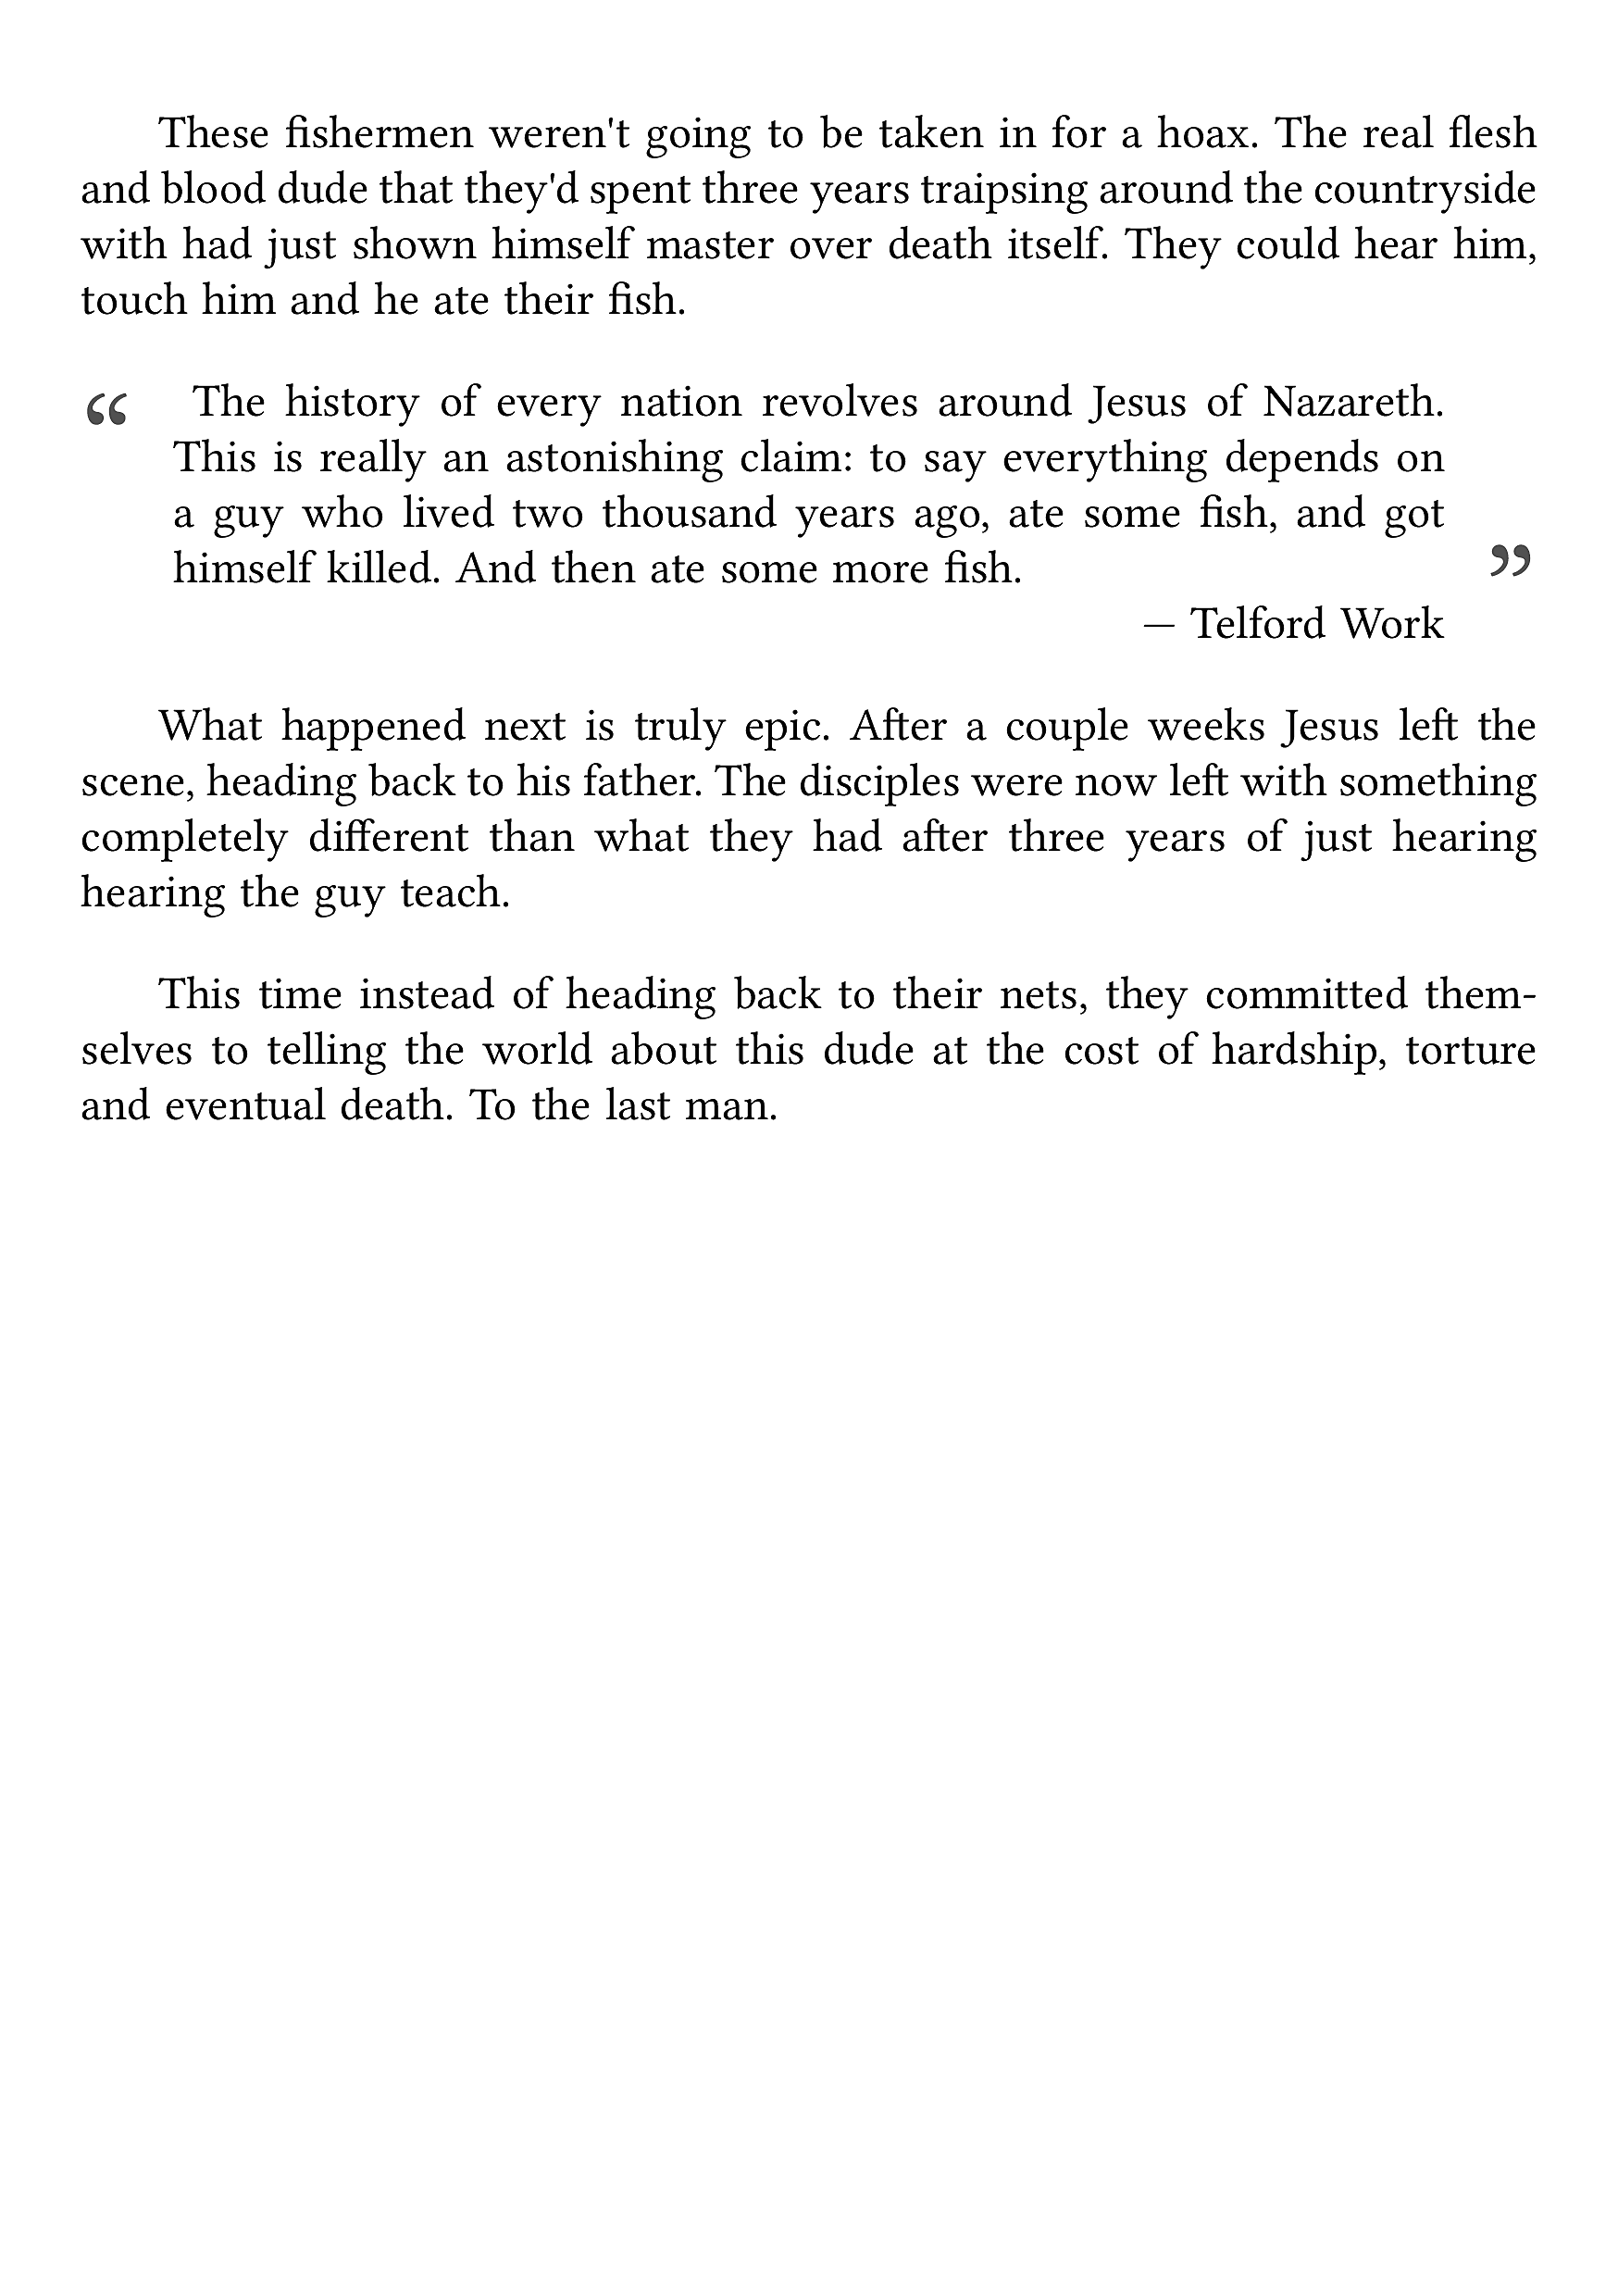 These fishermen weren't going to be taken in for a hoax. The real flesh
and blood dude that they'd spent three years traipsing around the countryside
with had just shown himself master over death itself. They could hear him,
touch him and he ate their fish.
“ The history of every nation revolves around Jesus of Nazareth.
This is really an astonishing claim: to say everything depends on
a guy who lived two thousand years ago, ate some fish, and got
himself killed. And then ate some more fish. ”
— Telford Work
What happened next is truly epic. After a couple weeks Jesus left the
scene, heading back to his father. The disciples were now left with something
completely different than what they had after three years of just hearing
hearing the guy teach.
This time instead of heading back to their nets, they committed them-
selves to telling the world about this dude at the cost of hardship, torture
and eventual death. To the last man.